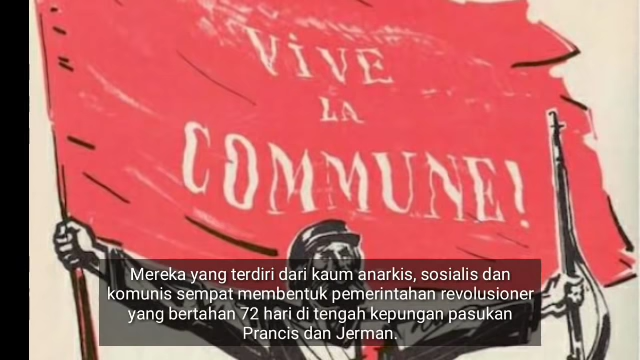 ViVE
LA
COMMUNE!
Mereka yang terdiri dari kaum anarkis, sosialis dan
komunis sempat membentuk pemerintahan revolusioner
yang bertahan 72 hari di tengah kepungan pasukan
Prancis dan Jerman.